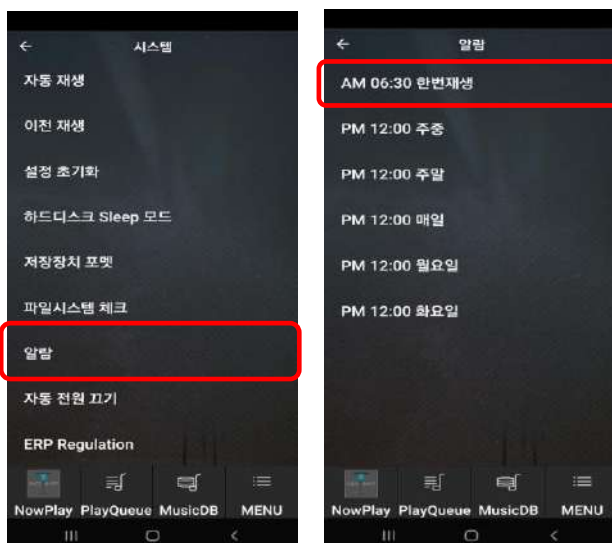 시스템
자동 재생
이전 재생
설정 초기화
하드디스크 Sleep 모드
저장장치 포멧
파일시스템 체크
알람
자동 전원 끄기
ERP Regulation
NowPlay PlayQueue MusicDB MENU
알람
AM 06:30 한번재생
PM 12:00 주중
PM 12:00 주말
PM 12:00 매일
PM 12:00 월요일
PM 12:00 화요일
NowPlay PlayQueue MusicDB MENU